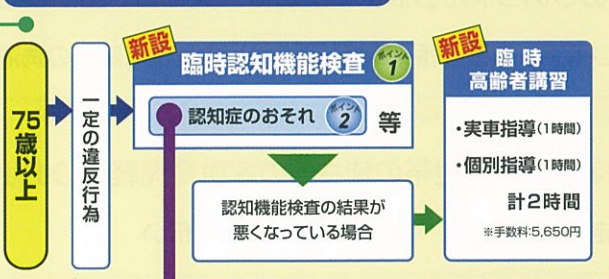 75歳以上
一定の違反行為
新設
臨時認知機能検査 ポイント1
認知症のおそれ ポイント2 等
認知機能検査の結果が
悪くなっている場合
新設
臨時
高齢者講習
・実車指導(1時間)
・個別指導(1時間)
計2時間
※手数料:5,650円